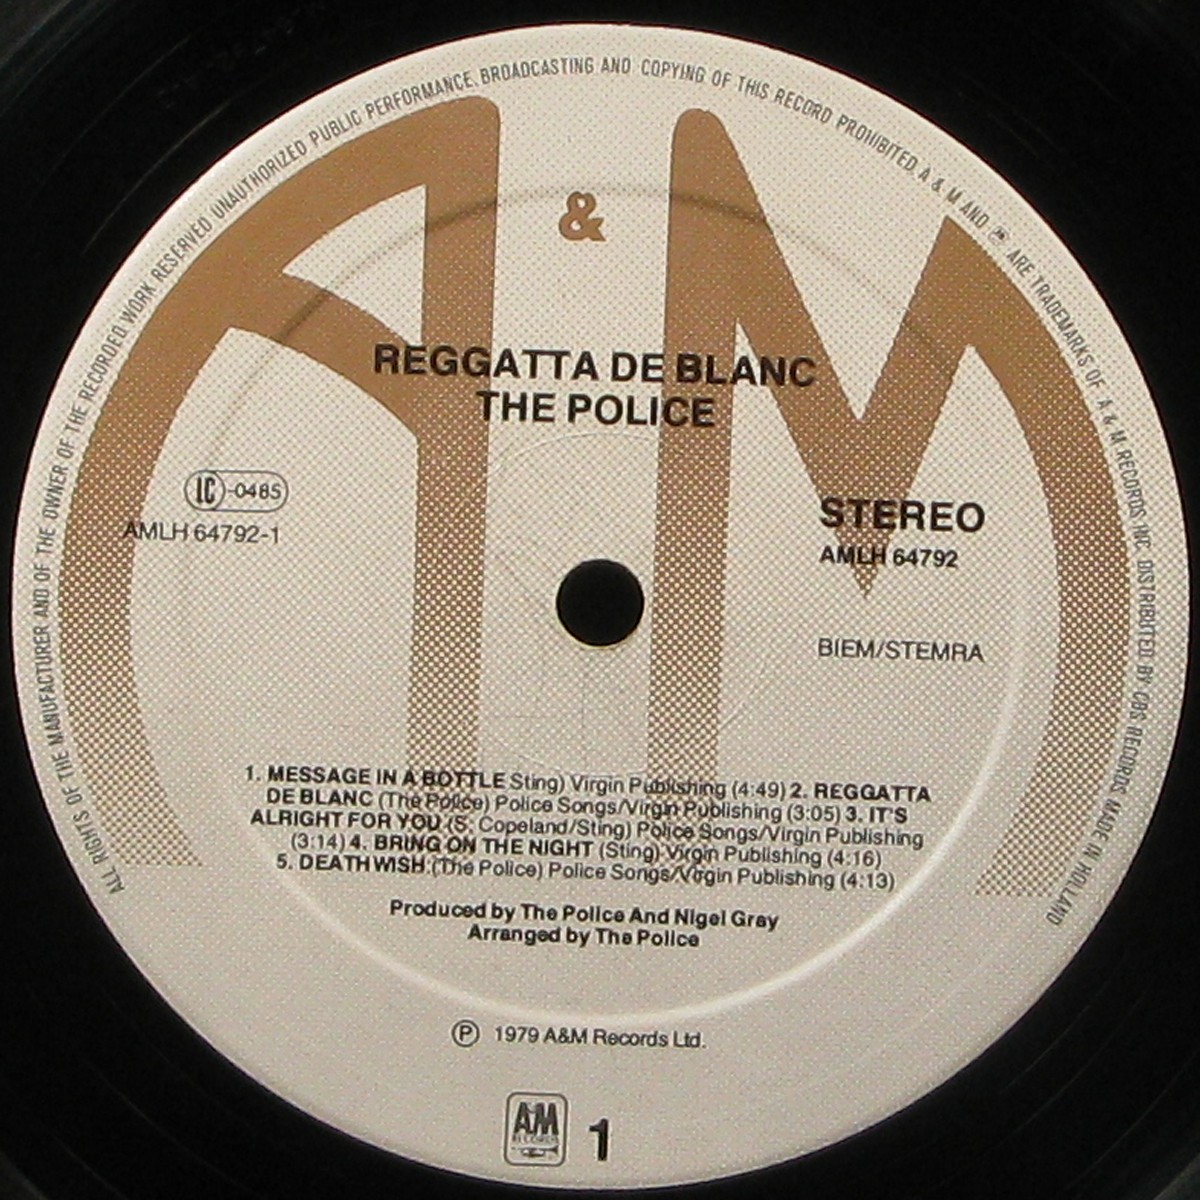 ALL RIGHTS OF THE MANUFACTURER AND OF THE OWNER OF THE RECORDED WORK RESERVED UNAUTHORIZED PUBLIC PERFORMANCE, BROADCASTING AND COPYING OF THIS RECORD PROHIBITED. A & M AND ARE TRADEMARKS OF A & M RECORDS INC. DISTRIBUTED BY CBS RECORDS MADE IN HOLLAND
A & M
REGGATTA DE BLANC
THE POLICE
LC-0485
AMLH 64792-1
STEREO
AMLH 64792
BIEM/STEMRA
1. MESSAGE IN A BOTTLE Sting) Virgin Publishing (4:49) 2. REGGATTA
DE BLANC (The Police) Police Songs/Virgin Publishing (3:05) 3. IT'S
ALRIGHT FOR YOU (S. Copeland/Sting) Police Songs/Virgin Publishing
(3:14) 4. BRING ON THE NIGHT (Sting) Virgin Publishing (4:16)
5. DEATH WISH (The Police) Police Songs/Virgin Publishing (4:13)
Produced by The Police And Nigel Gray
Arranged by The Police
Ⓟ 1979 A&M Records Ltd.
A&M
RECORDS
1